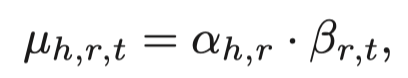 μ_{h,r,t} = α_{h,r} · β_{r,t},